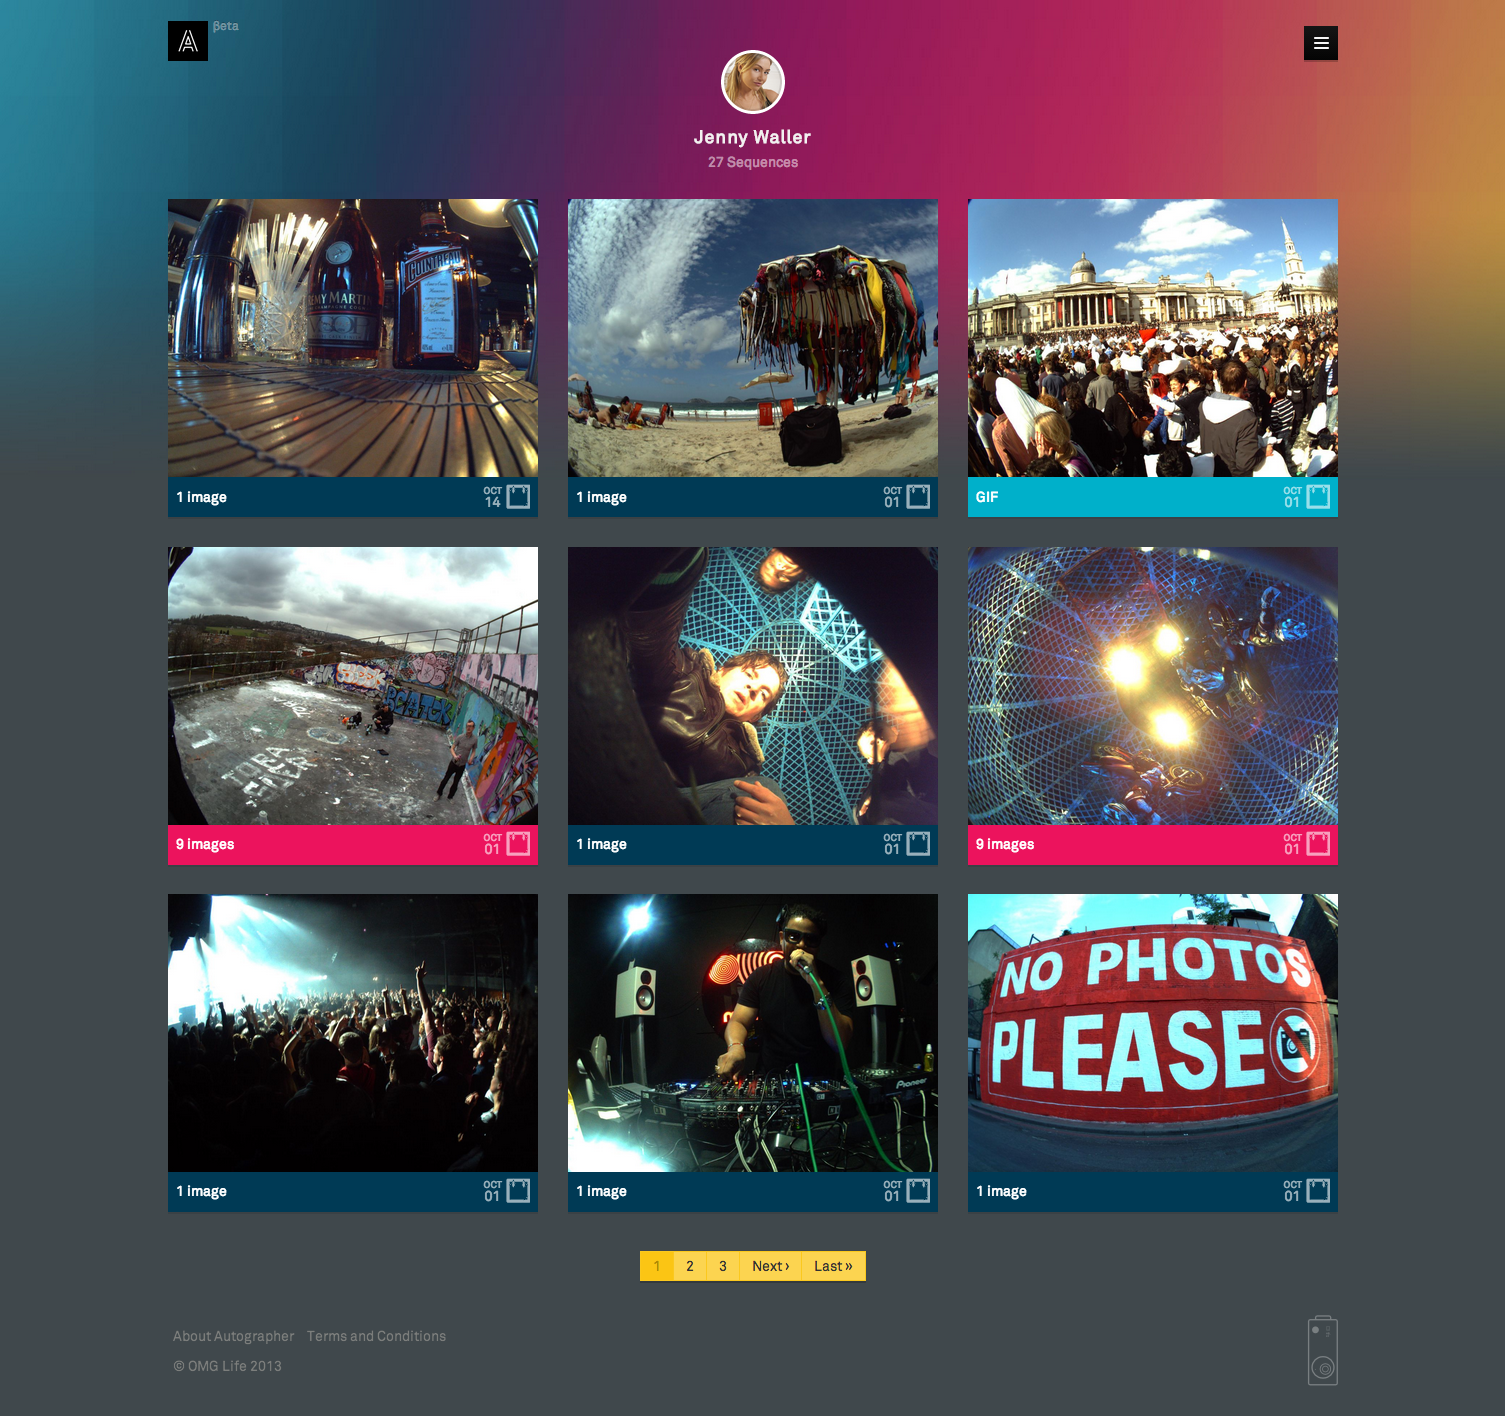 βeta
Jenny Waller
27 Sequences
RÉMY MARTIN
VSOP
COINTREAU
1 image
OCT
14
1 image
OCT
01
GIF
OCT
01
9 images
OCT
01
1 image
OCT
01
9 images
OCT
01
NO PHOTOS
PLEASE
Pioneer
1 image
OCT
01
1 image
OCT
01
1 image
OCT
01
1
2
3
Next ›
Last »
About Autographer
Terms and Conditions
© OMG Life 2013